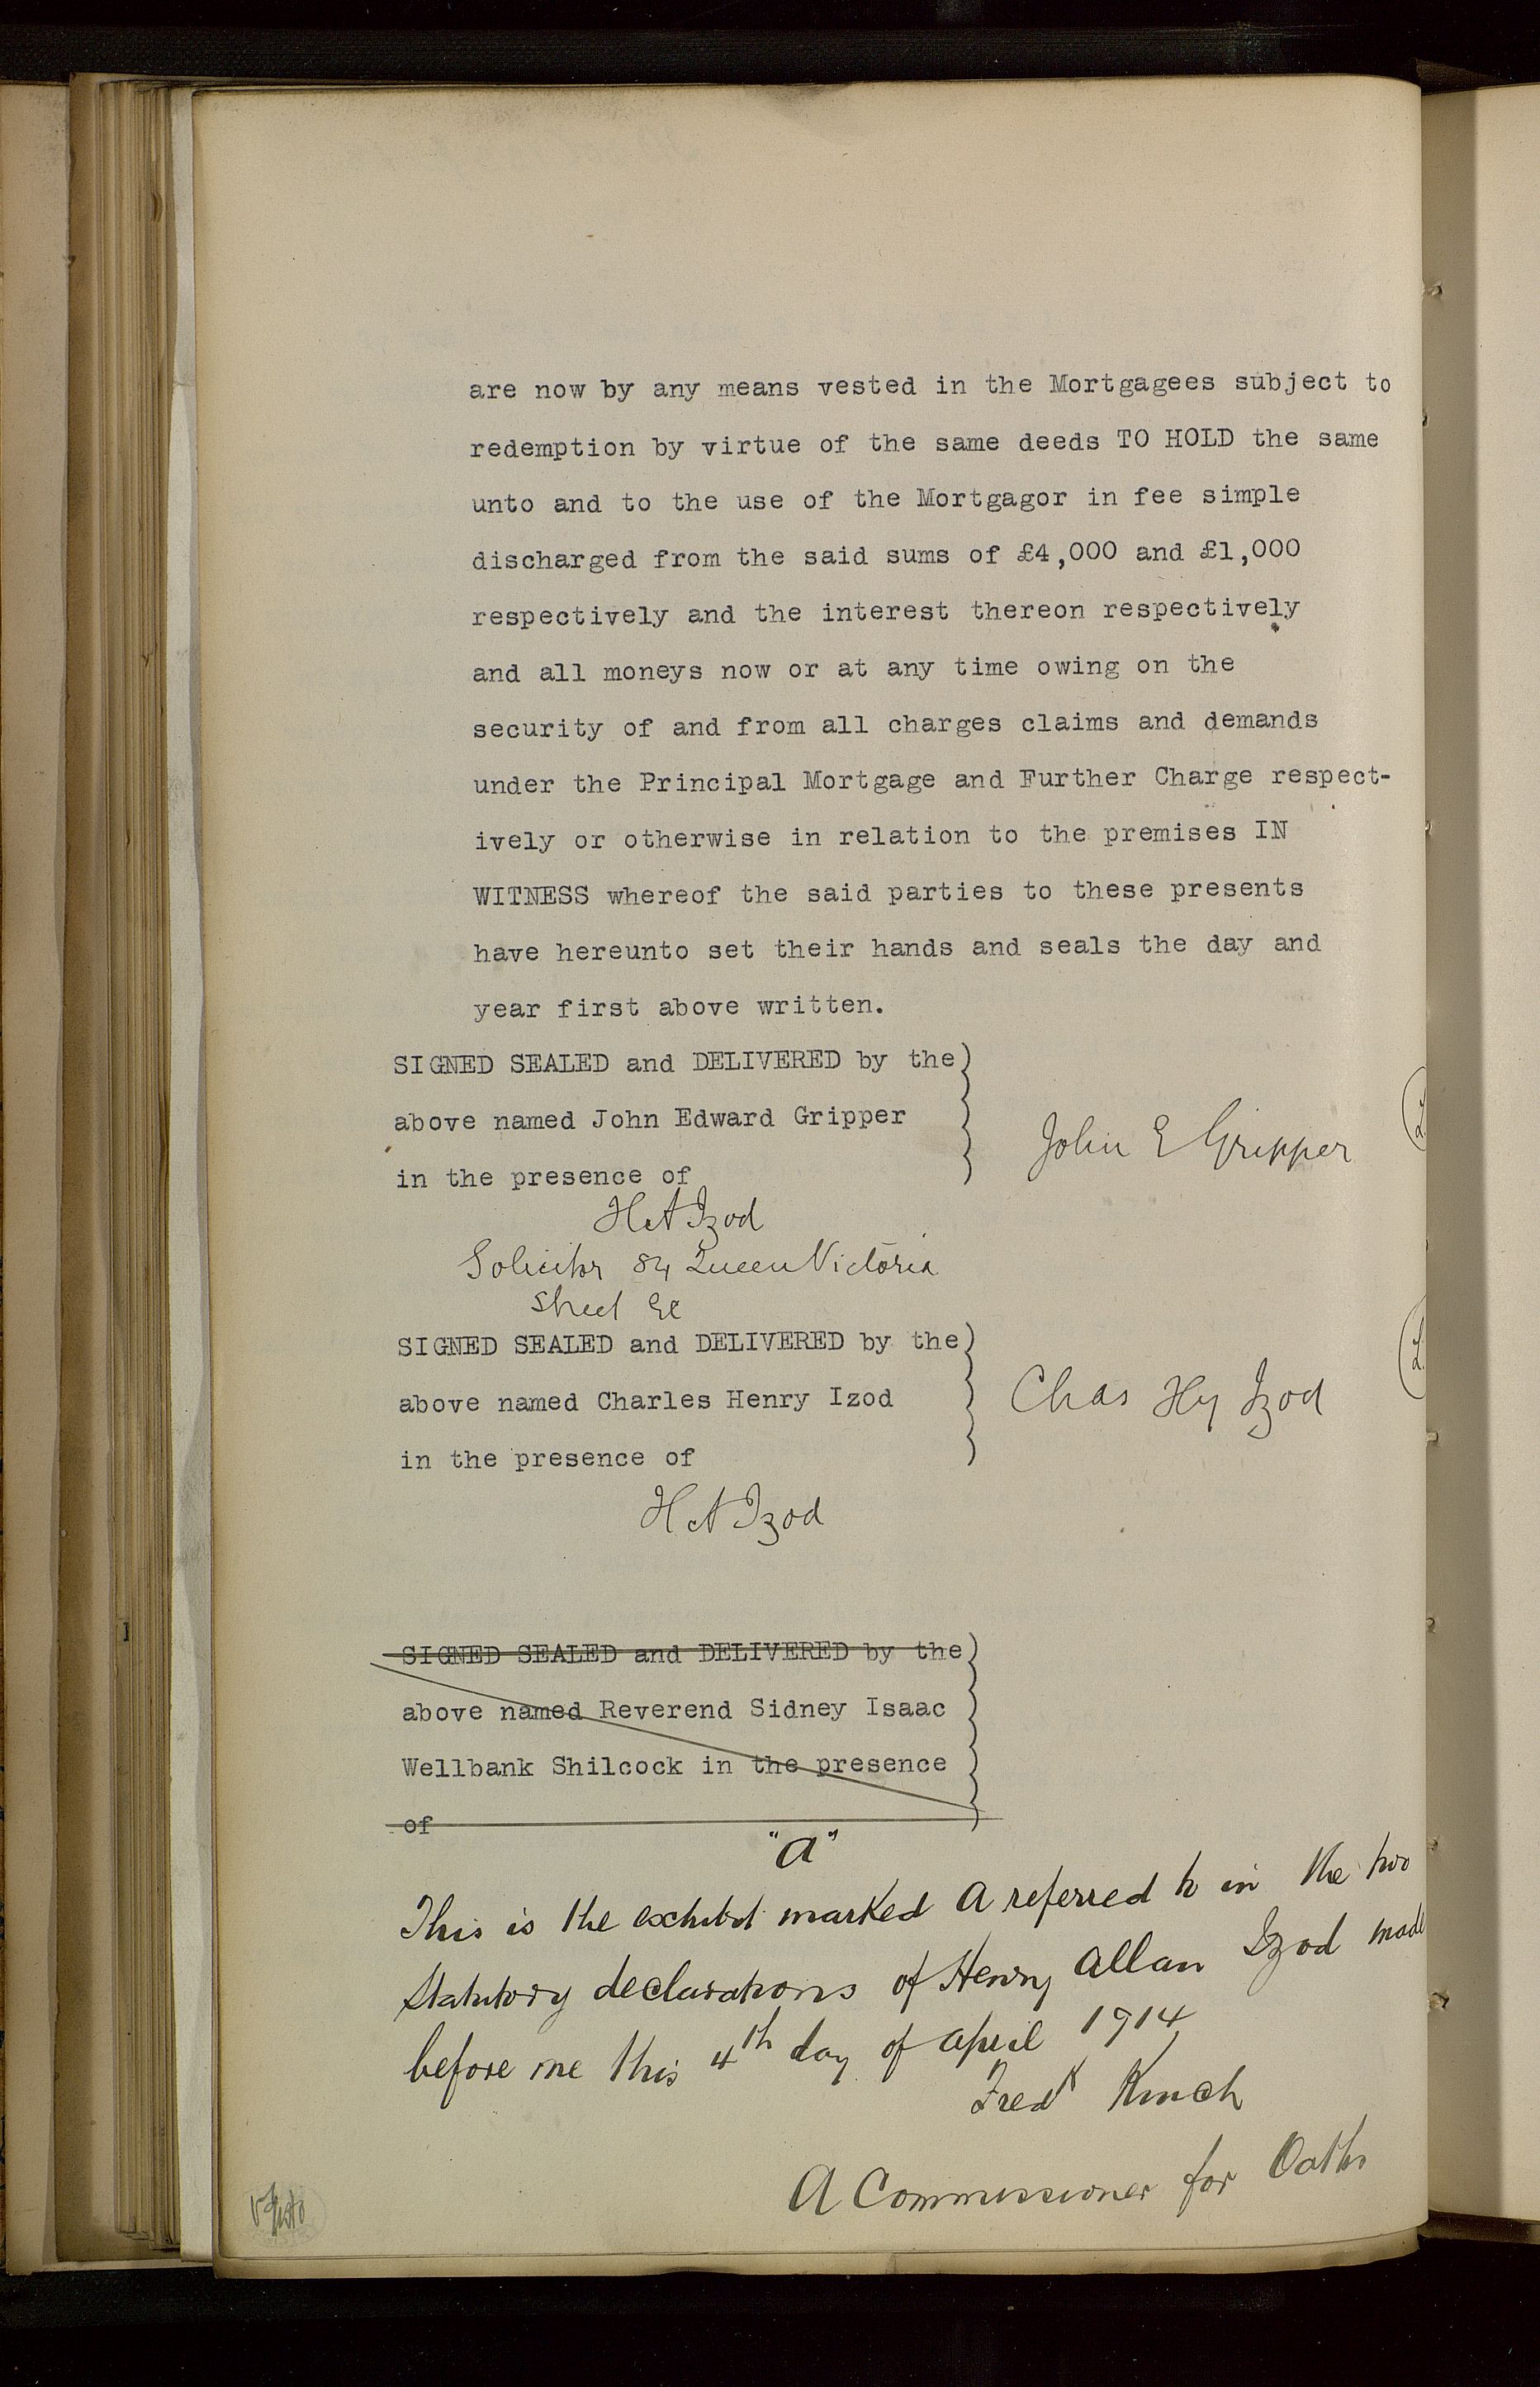 are now by any means vested in the Mortgagees subject to
redemption by virtue of the same deeds TO HOLD the same
unto and to the use of the Mortgagor in fee simple
discharged from the said sums of £4,000 and £1,000
respectively and the interest thereon respectively
and all moneys now or at any time owing on the
security of and from all charges claims and demands
under the Principal Mortgage and Further Charge respect-
ively or otherwise in relation to the premises IN
WITNESS whereof the said parties to these presents
have hereunto set their hands and seals the day and
year first above written.
SIGNED SEALED and DELIVERED by the
above named John Edward Gripper
in the presence of
John E Gripper
H A Izod
Solicitor 84 Queen Victoria
Street EC
SIGNED SEALED and DELIVERED by the
above named Charles Henry Izod
in the presence of
Chas Hy Izod
H A Izod
SIGNED SEALED and DELIVERED by the
above named Reverend Sidney Isaac
Wellbank Shilcock in the presence
of
"A"
This is the exhibit marked A referred to in the two
Statutory declarations of Henry Allan Izod made
before me this 4th day of april 1914
Fredk Kinch
A Commissioner for Oaths